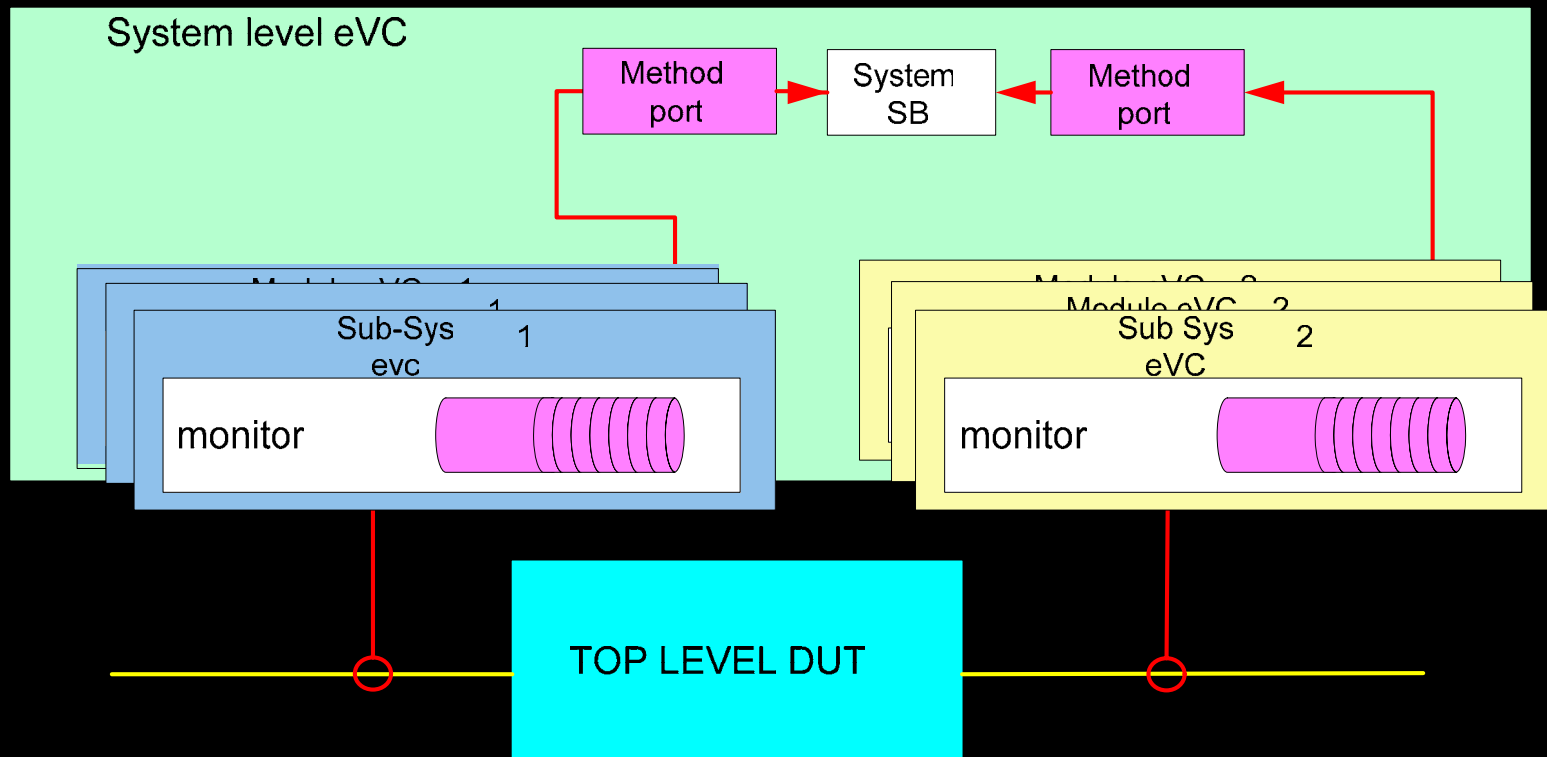 System level eVC
Method
port
System
SB
Method
port
1
Module eVC 2
Sub-Sys 1
evc
monitor
Sub Sys 2
eVC
monitor
TOP LEVEL DUT